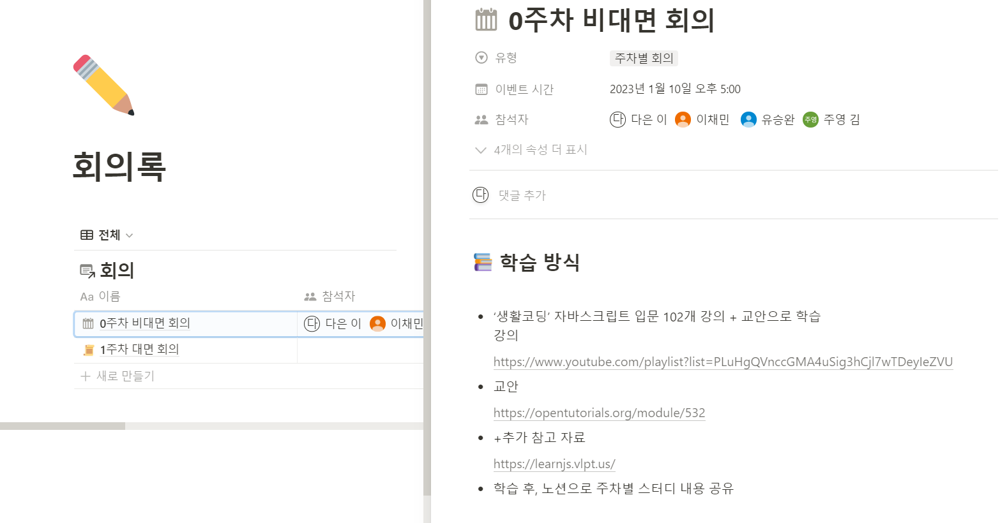 회의록
전체
회의
Aa 이름 참석자
0주차 비대면 회의 다 다은 이 이채민
1주차 대면 회의
새로 만들기
0주차 비대면 회의
유형 주차별 회의
이벤트 시간 2023년 1월 10일 오후 5:00
참석자 다 다은 이 이채민 유승완 주영 주영 김
4개의 속성 더 표시
다 댓글 추가
학습 방식
• ‘생활코딩’ 자바스크립트 입문 102개 강의 + 교안으로 학습
강의
https://www.youtube.com/playlist?list=PLuHgQVnccGMA4uSig3hCjl7wTDeyIeZVU
• 교안
https://opentutorials.org/module/532
• +추가 참고 자료
https://learnjs.vlpt.us/
• 학습 후, 노션으로 주차별 스터디 내용 공유